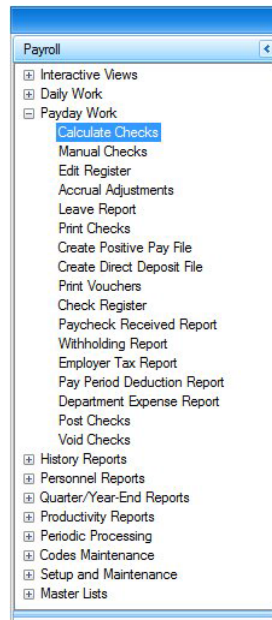 Payroll
Interactive Views
Daily Work
Payday Work
Calculate Checks
Manual Checks
Edit Register
Accrual Adjustments
Leave Report
Print Checks
Create Positive Pay File
Create Direct Deposit File
Print Vouchers
Check Register
Paycheck Received Report
Withholding Report
Employer Tax Report
Pay Period Deduction Report
Department Expense Report
Post Checks
Void Checks
History Reports
Personnel Reports
Quarter/Year-End Reports
Productivity Reports
Periodic Processing
Codes Maintenance
Setup and Maintenance
Master Lists